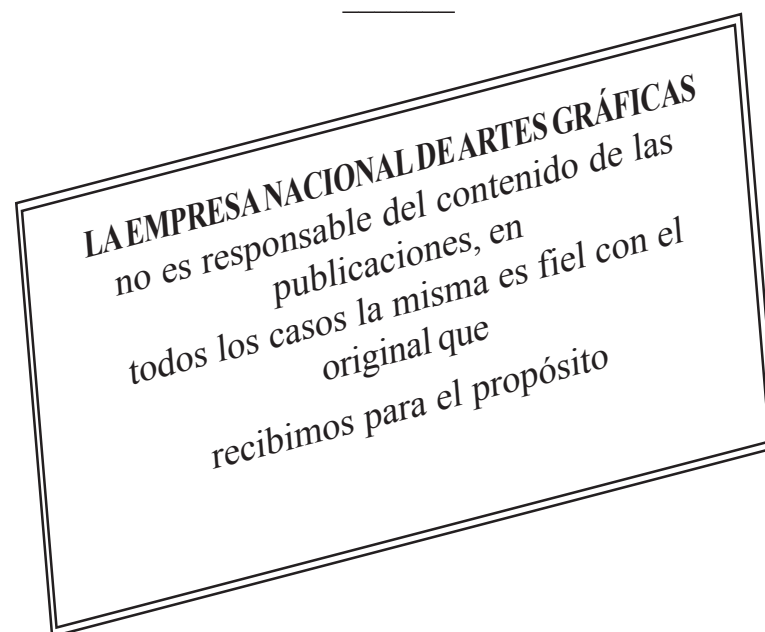 LA EMPRESA NACIONAL DE ARTES GRÁFICAS
no es responsable del contenido de las
publicaciones, en
todos los casos la misma es fiel con el
original que
recibimos para el propósito